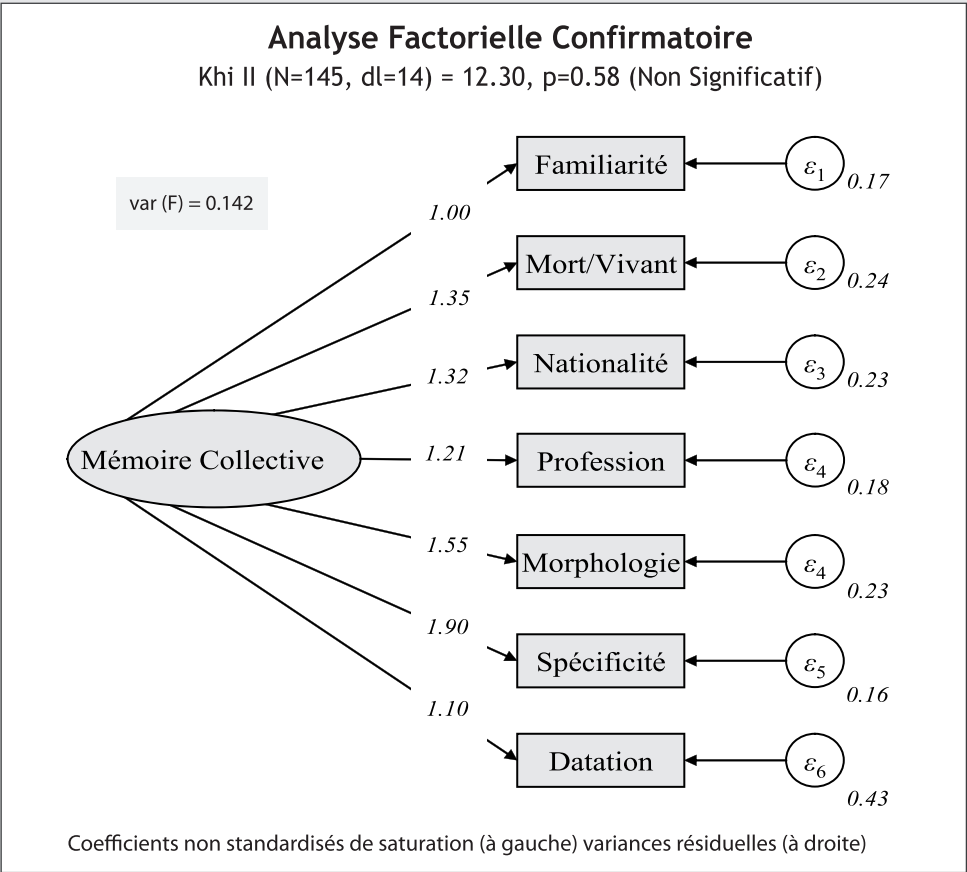 Analyse Factorielle Confirmatoire
Khi II (N=145, dl=14) = 12.30, p=0.58 (Non Significatif)
var (F) = 0.142
1.00
Familiarité
ε1
0.17
1.35
Mort/Vivant
ε2
0.24
1.32
Nationalité
ε3
0.23
Mémoire Collective
1.21
Profession
ε4
0.18
1.55
Morphologie
ε4
0.23
1.90
Spécificité
ε5
0.16
1.10
Datation
ε6
0.43
Coefficients non standardisés de saturation (à gauche) variances résiduelles (à droite)